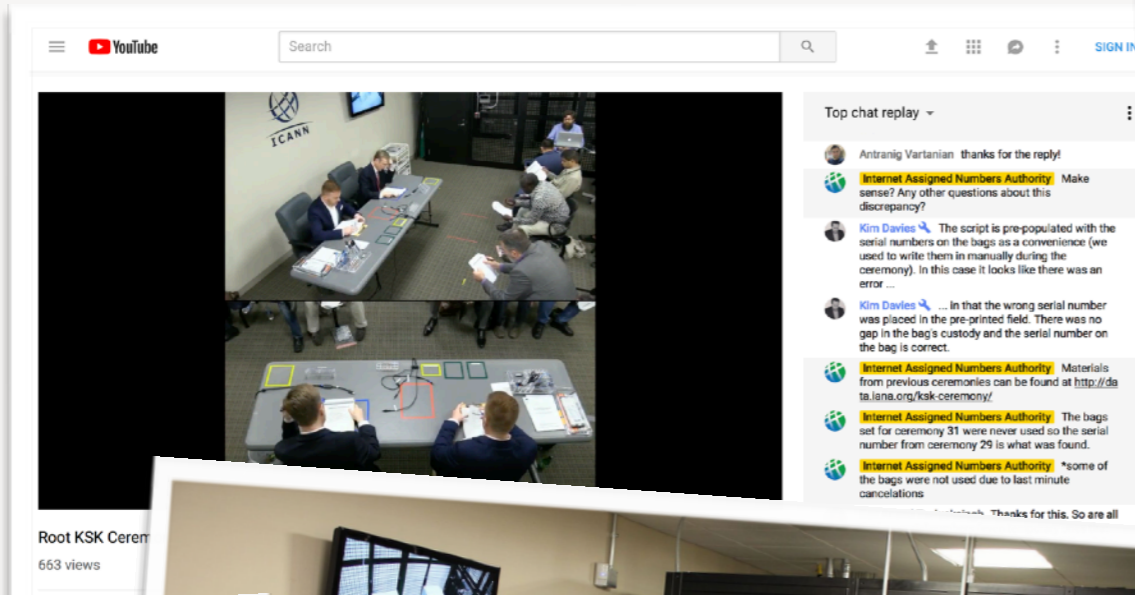 YouTube
Search
SIGN IN
ICANN
Top chat replay
Antranig Vartanian thanks for the reply!
Internet Assigned Numbers Authority Make
sense? Any other questions about this
discrepancy?
Kim Davies The script is pre-populated with the
serial numbers on the bags as a convenience (we
used to write them in manually during the
ceremony). In this case it looks like there was an
error ...
Kim Davies ... in that the wrong serial number
was placed in the pre-printed field. There was no
gap in the bag's custody and the serial number on
the bag is correct.
Internet Assigned Numbers Authority Materials
from previous ceremonies can be found at http://da
ta.iana.org/ksk-ceremony/
Internet Assigned Numbers Authority The bags
set for ceremony 31 were never used so the serial
number from ceremony 29 is what was found.
Internet Assigned Numbers Authority *some of
the bags were not used due to last minute
cancelations
Thanks for this. So are all
Root KSK Cerem
663 views